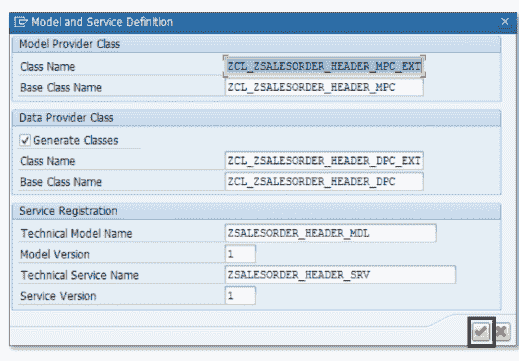 Model and Service Definition
Model Provider Class
Class Name ZCL_ZSALESORDER_HEADER_MPC_EXT
Base Class Name ZCL_ZSALESORDER_HEADER_MPC
Data Provider Class
Generate Classes
Class Name ZCL_ZSALESORDER_HEADER_DPC_EXT
Base Class Name ZCL_ZSALESORDER_HEADER_DPC
Service Registration
Technical Model Name ZSALESORDER_HEADER_MDL
Model Version 1
Technical Service Name ZSALESORDER_HEADER_SRV
Service Version 1